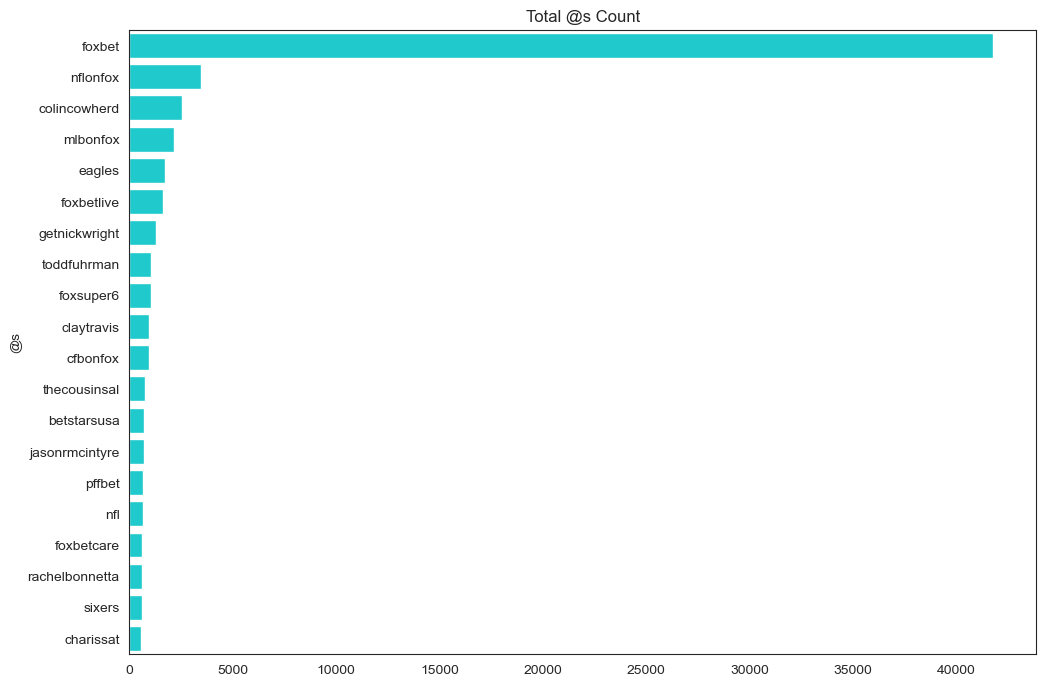 Total @s Count
foxbet
nflonfox
colincowherd
mlbonfox
eagles
foxbetlive
getnickwright
toddfuhrman
foxsuper6
claytravis
cfbonfox
thecousinsal
betstarsusa
jasonrmcintyre
pffbet
nfl
foxbetcare
rachelbonnetta
sixers
charissat
@s
0 5000 10000 15000 20000 25000 30000 35000 40000